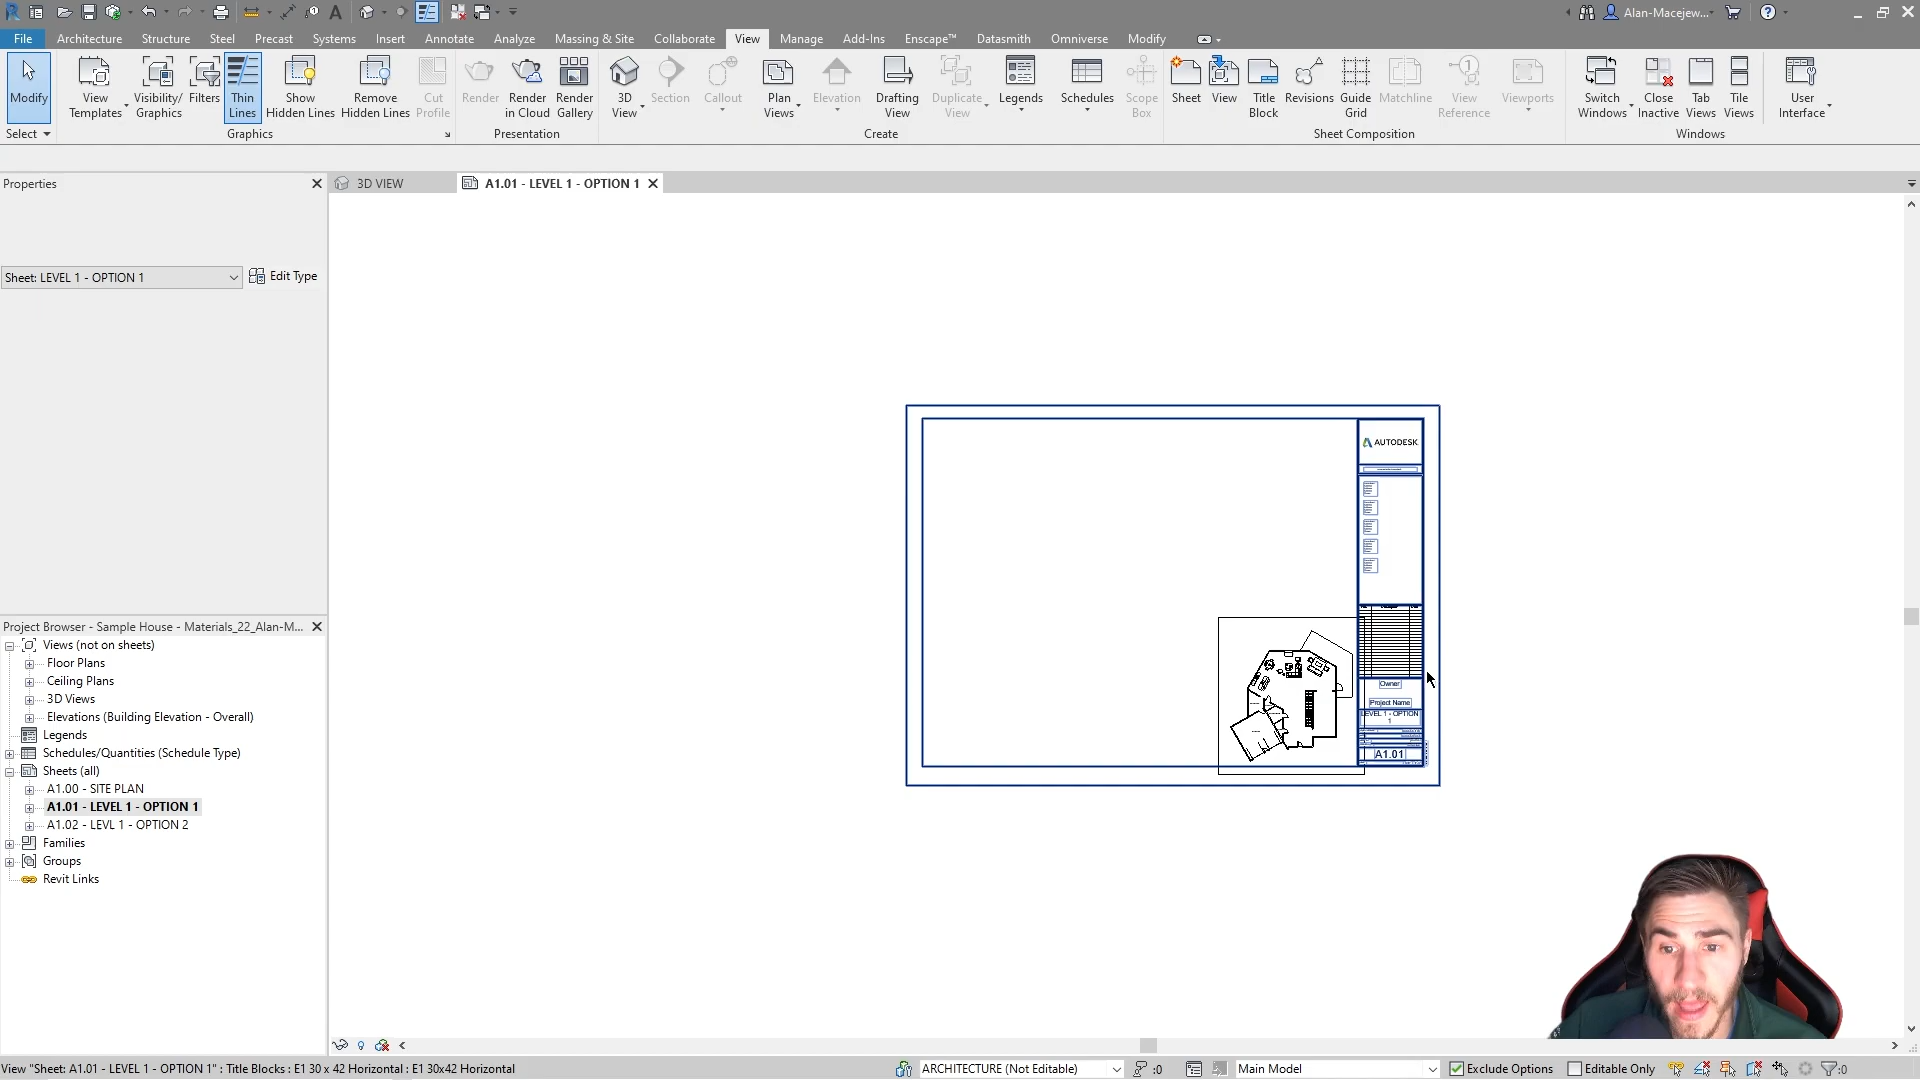 Alan-Macejew...
File Architecture Structure Steel Precast Systems Insert Annotate Analyze Massing & Site Collaborate View Manage Add-Ins Enscape™ Datasmith Omniverse Modify
Modify
View Templates
Visibility/ Graphics
Filters
Thin Lines
Show Hidden Lines
Remove Hidden Lines
Cut Profile
Render
Render in Cloud
Render Gallery
3D View
Section
Callout
Plan Views
Elevation
Drafting View
Duplicate View
Legends
Schedules
Scope Box
Sheet
View
Title Block
Revisions
Guide Grid
Matchline
View Reference
Viewports
Switch Windows
Close Inactive
Tab Views
Tile Views
User Interface
Select Graphics Presentation Create Sheet Composition Windows
Properties
3D VIEW
A1.01 - LEVEL 1 - OPTION 1
Sheet: LEVEL 1 - OPTION 1
Edit Type
Project Browser - Sample House - Materials_22_Alan-M...
Views (not on sheets)
Floor Plans
Ceiling Plans
3D Views
Elevations (Building Elevation - Overall)
Legends
Schedules/Quantities (Schedule Type)
Sheets (all)
A1.00 - SITE PLAN
A1.01 - LEVEL 1 - OPTION 1
A1.02 - LEVL 1 - OPTION 2
Families
Groups
Revit Links
AUTODESK
Owner
Project Name
LEVEL 1 - OPTION
1
A1.01
View "Sheet: A1.01 - LEVEL 1 - OPTION 1" : Title Blocks : E1 30 x 42 Horizontal : E1 30x42 Horizontal
ARCHITECTURE (Not Editable)
:0
Main Model
Exclude Options
Editable Only
:0